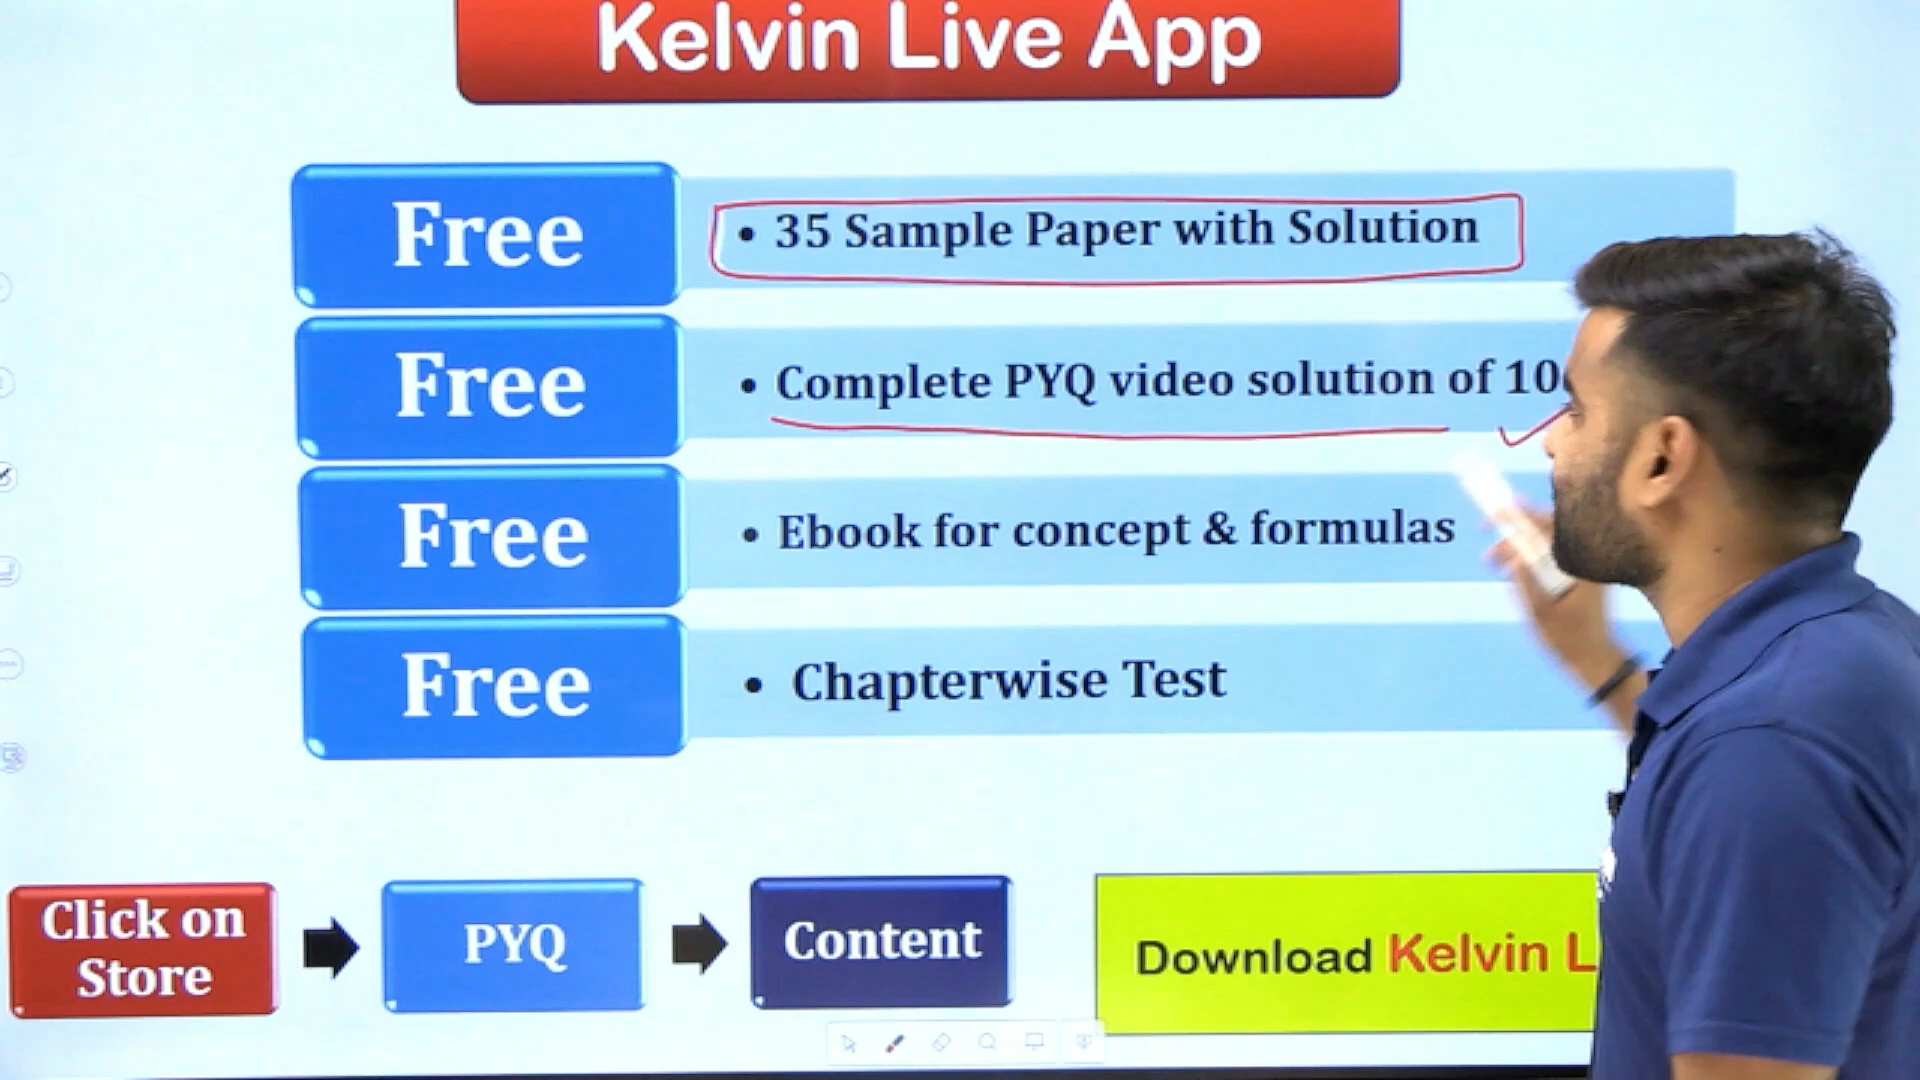 Kelvin Live App
Free
• 35 Sample Paper with Solution
Free
• Complete PYQ video solution of 10
Free
• Ebook for concept & formulas
Free
• Chapterwise Test
Click on
Store
PYQ
Content
Download Kelvin L